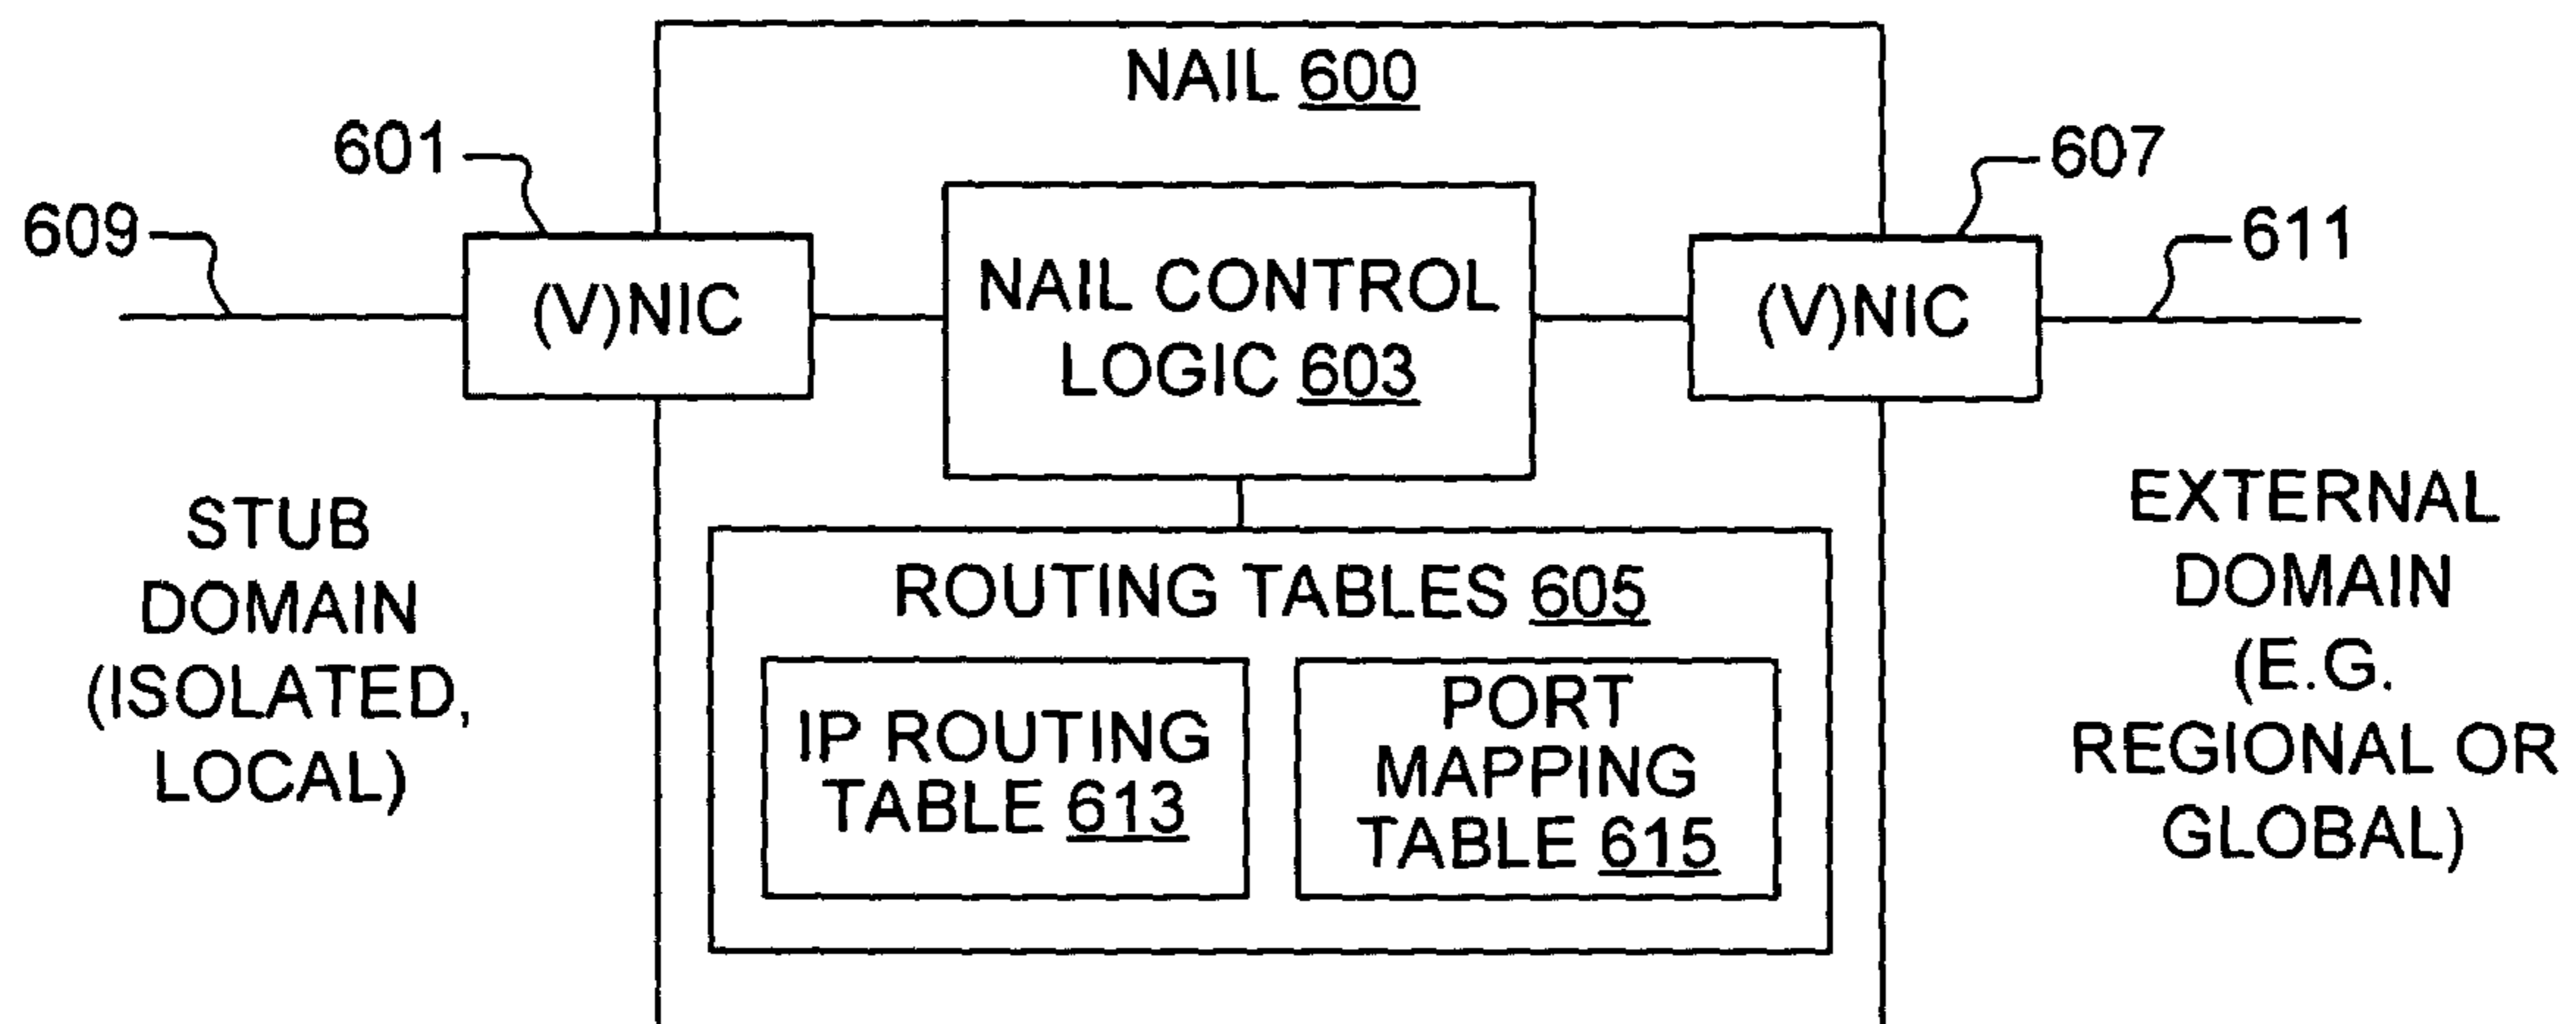 NAIL 600
601
607
609
611
(V)NIC
NAIL CONTROL
LOGIC 603
(V)NIC
STUB
DOMAIN
(ISOLATED,
LOCAL)
ROUTING TABLES 605
IP ROUTING
TABLE 613
PORT
MAPPING
TABLE 615
EXTERNAL
DOMAIN
(E.G.
REGIONAL OR
GLOBAL)